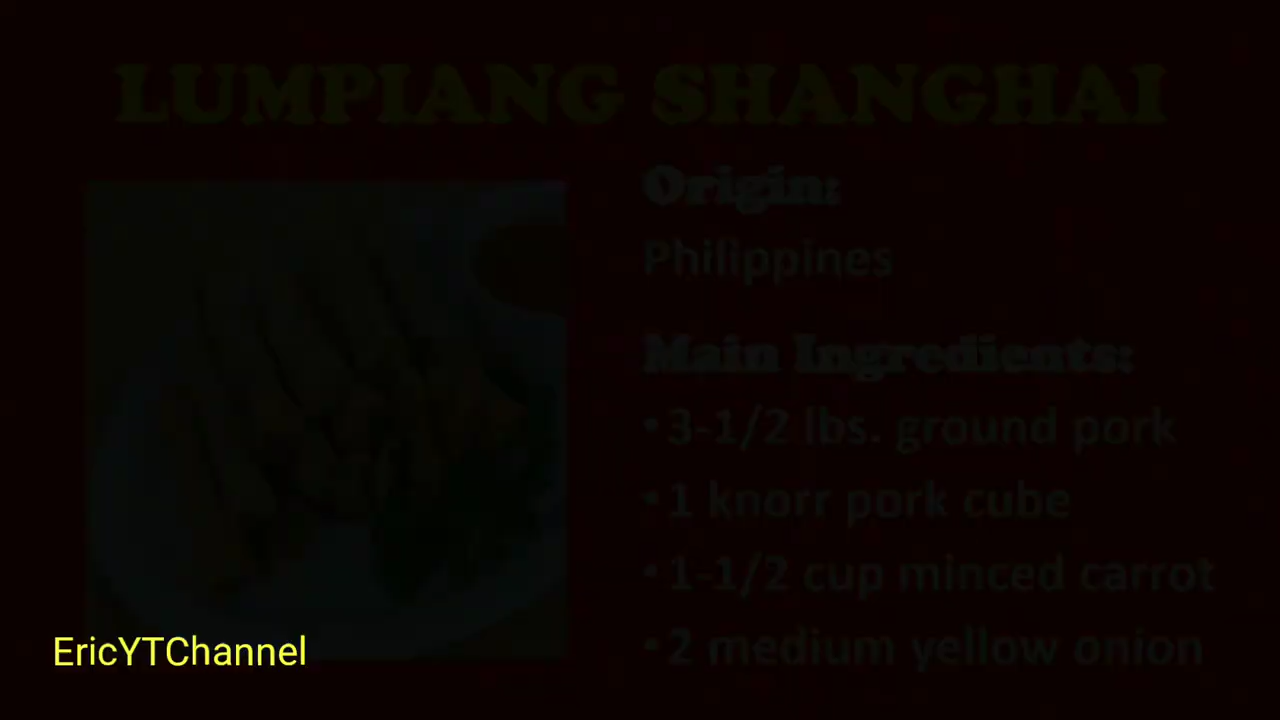 LUMPIANG SHANGHAI
Origin:
Philippines
Main Ingredients:
• 3-1/2 lbs. ground pork
• 1 knorr pork cube
• 1-1/2 cup minced carrot
• 2 medium yellow onion
EricYTChannel